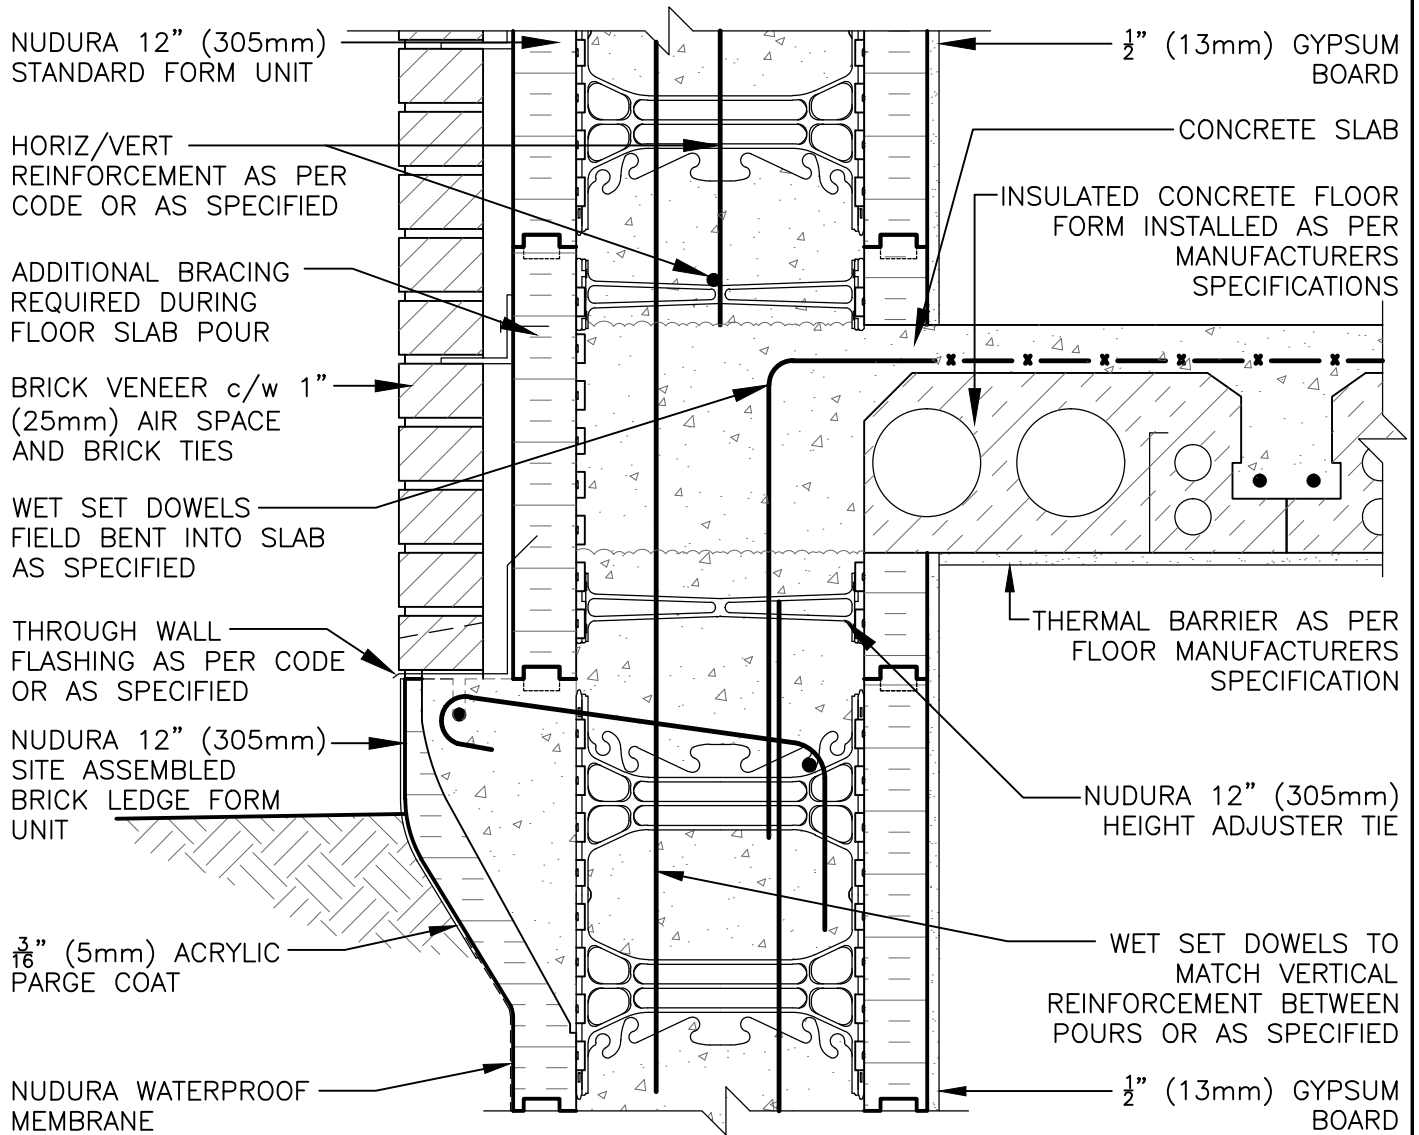 NUDURA 12” (305mm)
STANDARD FORM UNIT
HORIZ/VERT
REINFORCEMENT AS PER
CODE OR AS SPECIFIED
ADDITIONAL BRACING
REQUIRED DURING
FLOOR SLAB POUR
BRICK VENEER c/w 1”
(25mm) AIR SPACE
AND BRICK TIES
WET SET DOWELS
FIELD BENT INTO SLAB
AS SPECIFIED
THROUGH WALL
FLASHING AS PER CODE
OR AS SPECIFIED
NUDURA 12” (305mm)
SITE ASSEMBLED
BRICK LEDGE FORM
UNIT
3/16” (5mm) ACRYLIC
PARGE COAT
NUDURA WATERPROOF
MEMBRANE
1/2” (13mm) GYPSUM
BOARD
CONCRETE SLAB
INSULATED CONCRETE FLOOR
FORM INSTALLED AS PER
MANUFACTURERS
SPECIFICATIONS
THERMAL BARRIER AS PER
FLOOR MANUFACTURERS
SPECIFICATION
NUDURA 12” (305mm)
HEIGHT ADJUSTER TIE
WET SET DOWELS TO
MATCH VERTICAL
REINFORCEMENT BETWEEN
POURS OR AS SPECIFIED
1/2” (13mm) GYPSUM
BOARD